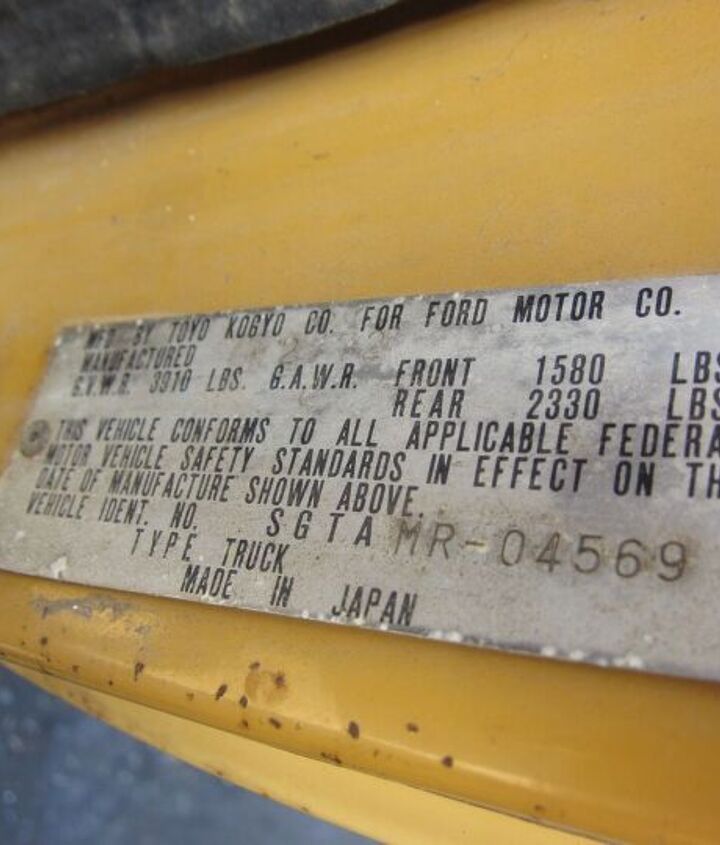 MFD BY TOYO KOGYO CO. FOR FORD MOTOR CO.
MANUFACTURED
G.V.W.R. 3910 LBS. G.A.W.R. FRONT 1580 LBS
REAR 2330 LBS
THIS VEHICLE CONFORMS TO ALL APPLICABLE FEDERA
MOTOR VEHICLE SAFETY STANDARDS IN EFFECT ON TH
DATE OF MANUFACTURE SHOWN ABOVE.
VEHICLE IDENT. NO. SGTAMR-04569
TYPE TRUCK
MADE IN JAPAN